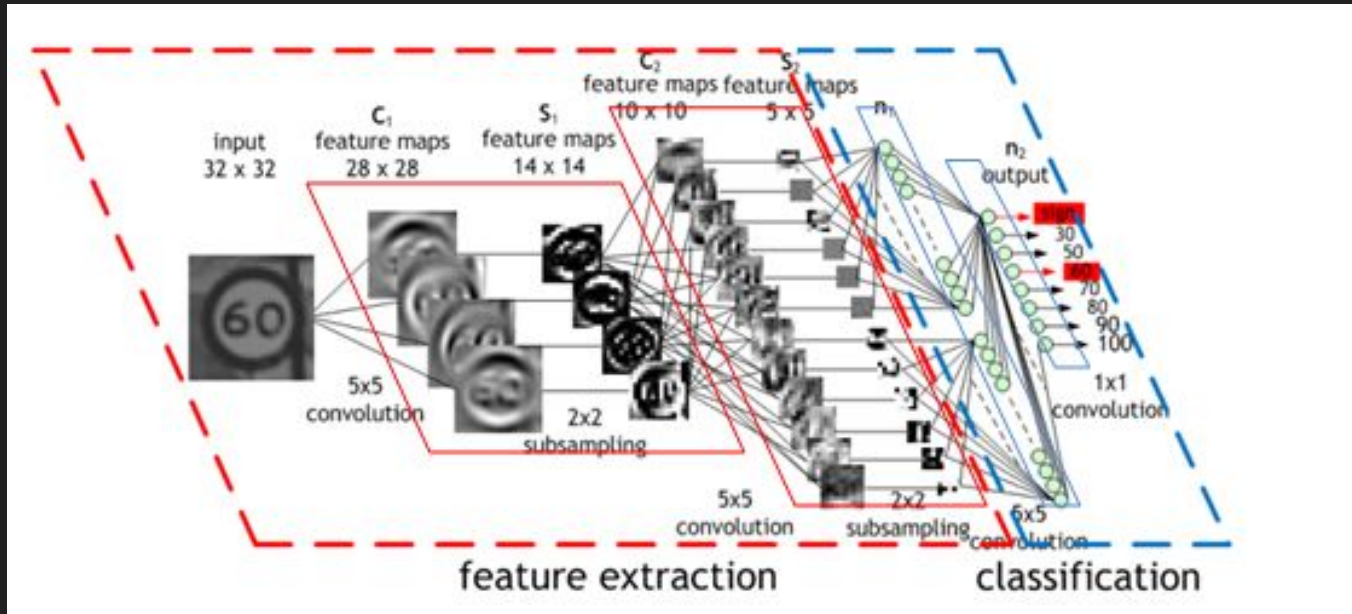 input
32 x 32
C1
feature maps
28 x 28
S1
feature maps
14 x 14
C2
feature maps
10 x 10
S2
feature maps
5 x 5
n1
n2
output
60
sign
30
50
60
70
80
90
100
5x5
convolution
2x2
subsampling
5x5
convolution
2x2
subsampling
convolution
1x1
convolution
feature extraction
classification